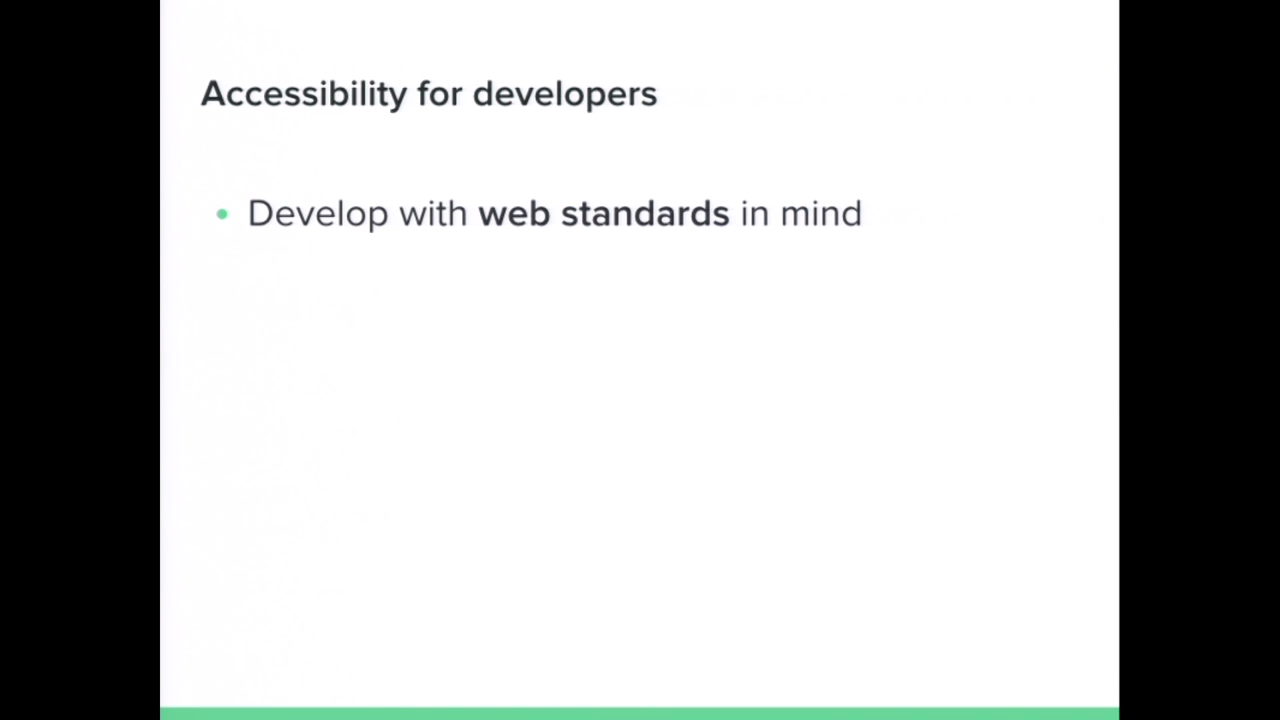 Accessibility for developers
• Develop with web standards in mind